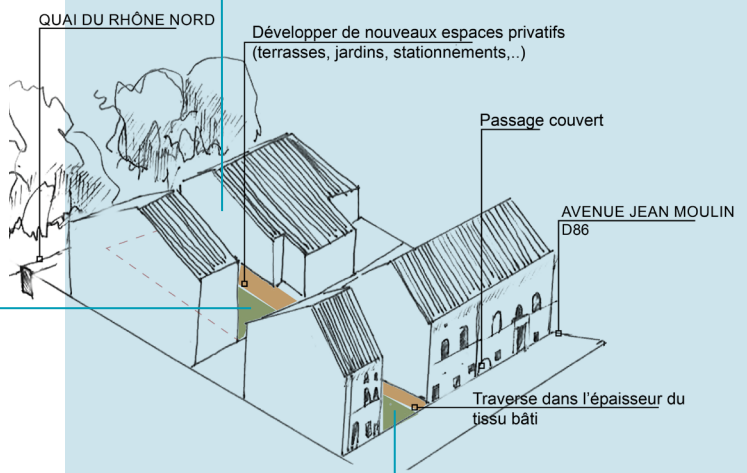 QUAI DU RHÔNE NORD
Développer de nouveaux espaces privatifs
(terrasses, jardins, stationnements,..)
Passage couvert
AVENUE JEAN MOULIN
D86
Traverse dans l'épaisseur du
tissu bâti